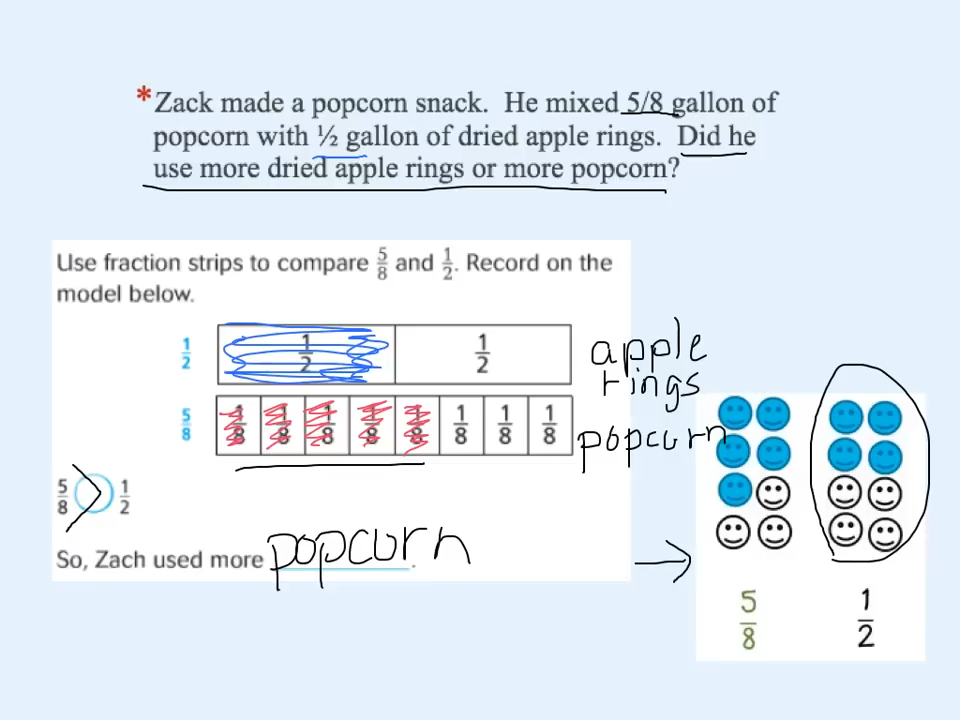 *Zack made a popcorn snack. He mixed 5/8 gallon of
popcorn with ½ gallon of dried apple rings. Did he
use more dried apple rings or more popcorn?
Use fraction strips to compare 5/8 and 1/2. Record on the
model below.
1/2 1/2 1/2
apple
rings
5/8 1/8 1/8 1/8 1/8 1/8 1/8 1/8 1/8
popcorn
5/8 > 1/2
So, Zach used more popcorn.
5/8 1/2